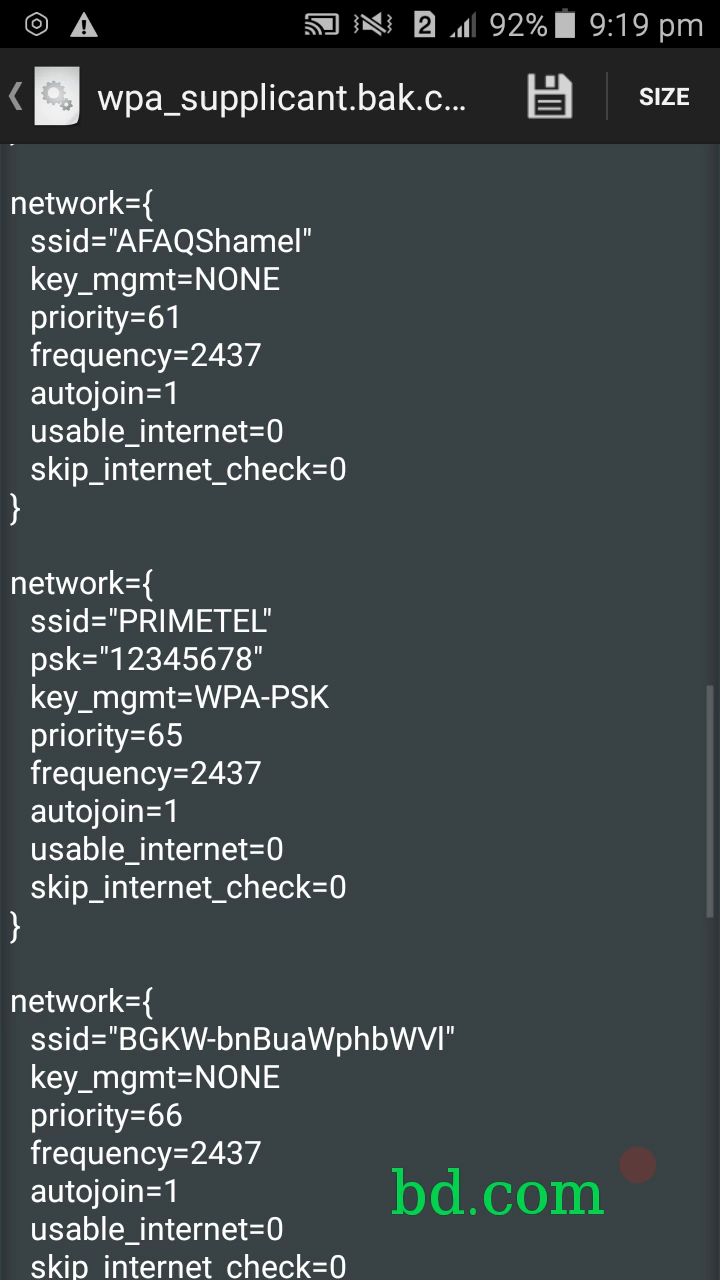 2 92% 9:19 pm
wpa_supplicant.bak.c... SIZE
network={
ssid="AFAQShamel"
key_mgmt=NONE
priority=61
frequency=2437
autojoin=1
usable_internet=0
skip_internet_check=0
}
network={
ssid="PRIMETEL"
psk="12345678"
key_mgmt=WPA-PSK
priority=65
frequency=2437
autojoin=1
usable_internet=0
skip_internet_check=0
}
network={
ssid="BGKW-bnBuaWphbWVl"
key_mgmt=NONE
priority=66
frequency=2437
autojoin=1
bd.com
usable_internet=0
skip_internet_check=0